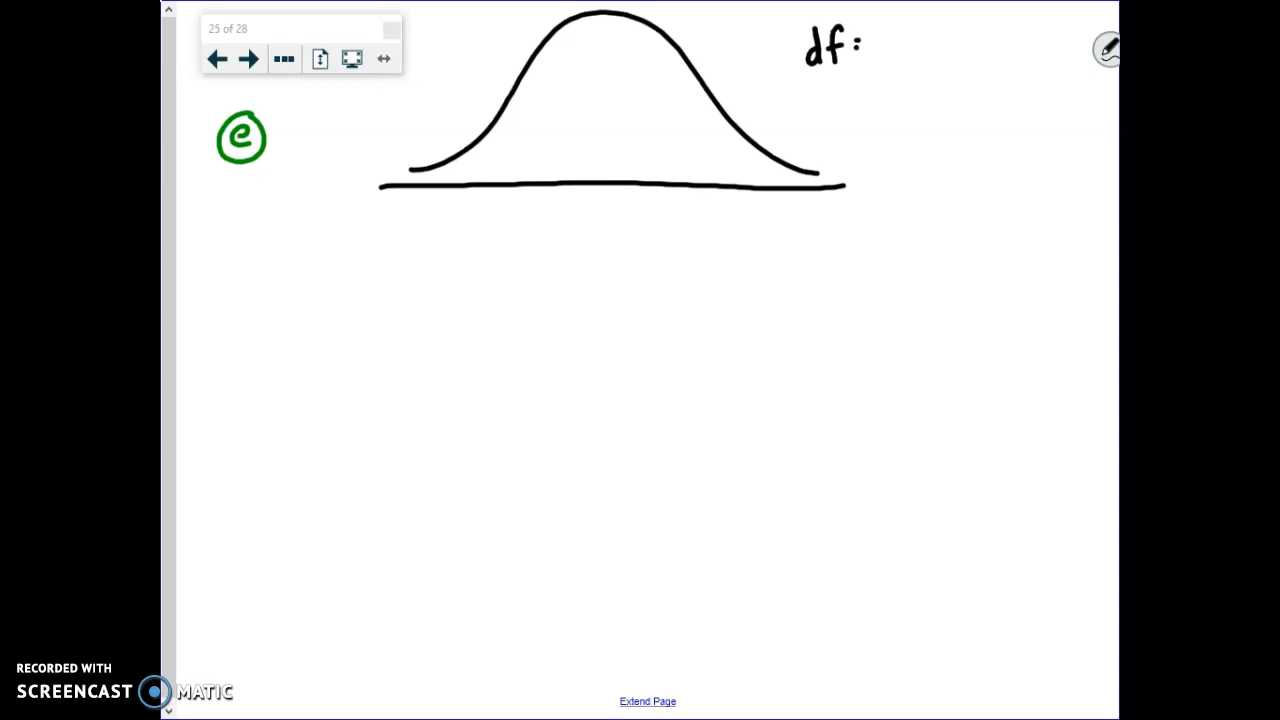 25 of 28
df:
e
Extend Page
RECORDED WITH
SCREENCAST MATIC